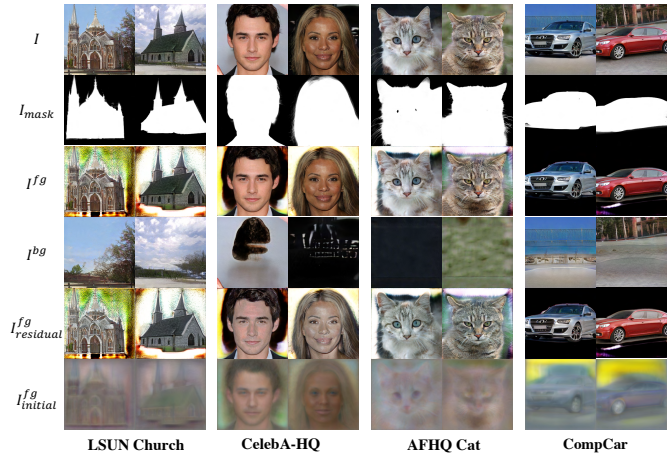 I
I_mask
I^fg
I^bg
I^fg_residual
I^fg_initial
LSUN Church CelebA-HQ AFHQ Cat CompCar